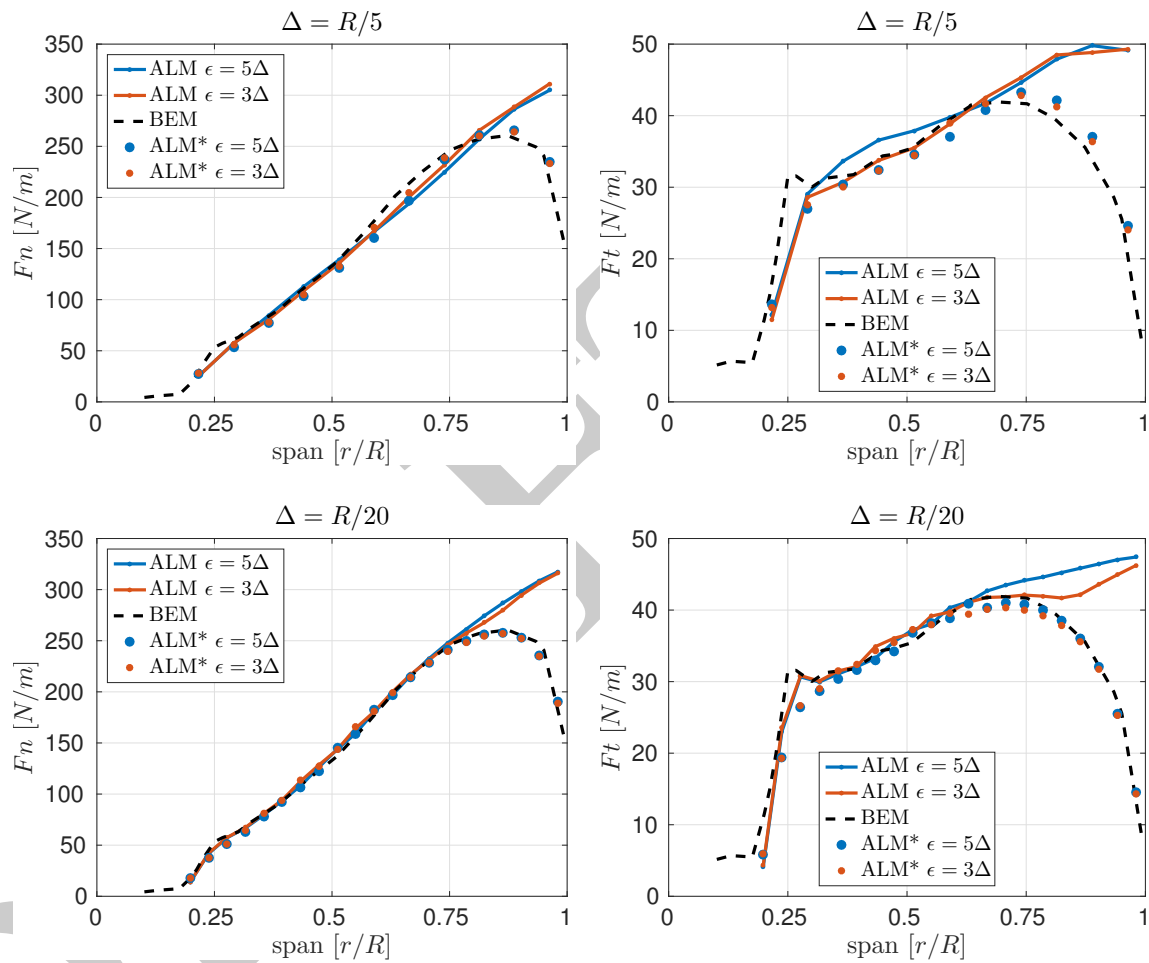 Δ = R/5
350
300
250
200
150
100
50
0
Fn [N/m]
ALM ϵ = 5Δ
ALM ϵ = 3Δ
BEM
ALM* ϵ = 5Δ
ALM* ϵ = 3Δ
0 0.25 0.5 0.75 1
span [r/R]
Δ = R/5
50
40
30
20
10
0
Ft [N/m]
ALM ϵ = 5Δ
ALM ϵ = 3Δ
BEM
ALM* ϵ = 5Δ
ALM* ϵ = 3Δ
0 0.25 0.5 0.75 1
span [r/R]
Δ = R/20
350
300
250
200
150
100
50
0
Fn [N/m]
ALM ϵ = 5Δ
ALM ϵ = 3Δ
BEM
ALM* ϵ = 5Δ
ALM* ϵ = 3Δ
0 0.25 0.5 0.75 1
span [r/R]
Δ = R/20
50
40
30
20
10
0
Ft [N/m]
ALM ϵ = 5Δ
ALM ϵ = 3Δ
BEM
ALM* ϵ = 5Δ
ALM* ϵ = 3Δ
0 0.25 0.5 0.75 1
span [r/R]